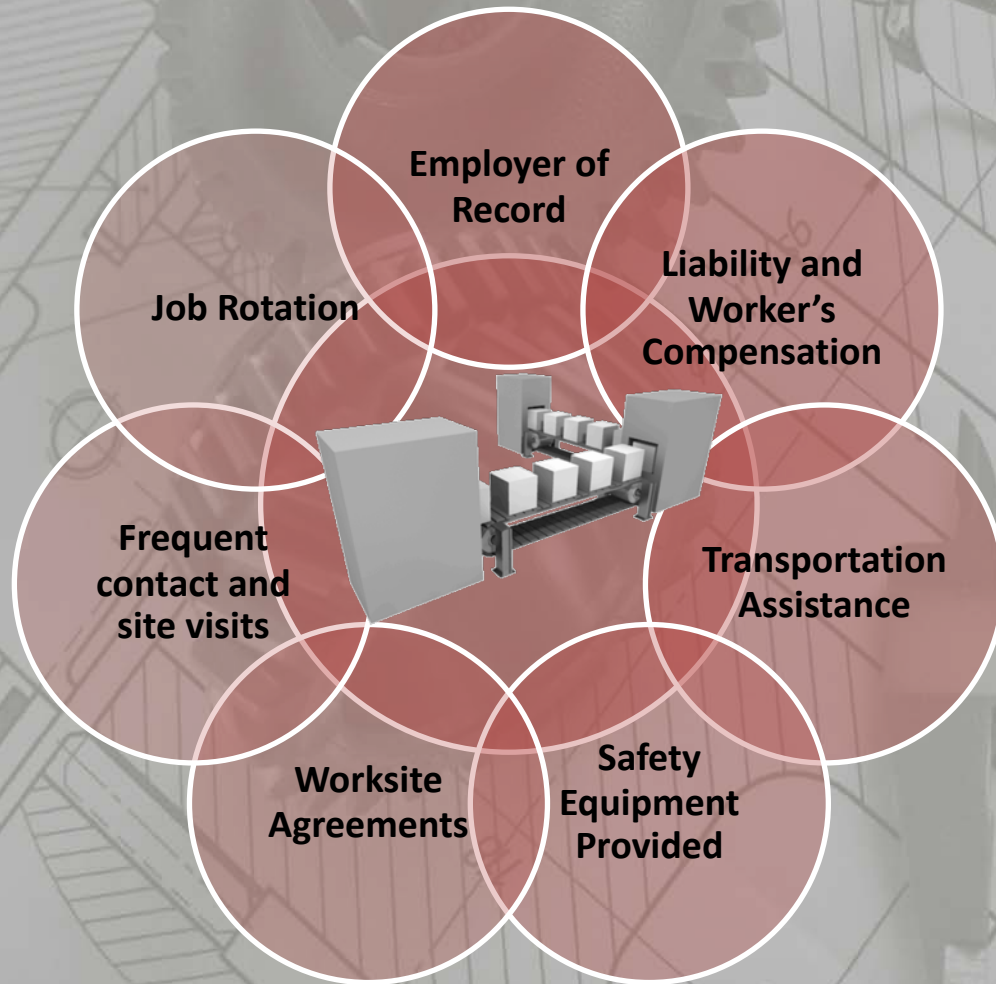 Employer of
Record
Liability and
Worker's
Compensation
Transportation
Assistance
Safety
Equipment
Provided
Worksite
Agreements
Frequent
contact and
site visits
Job Rotation